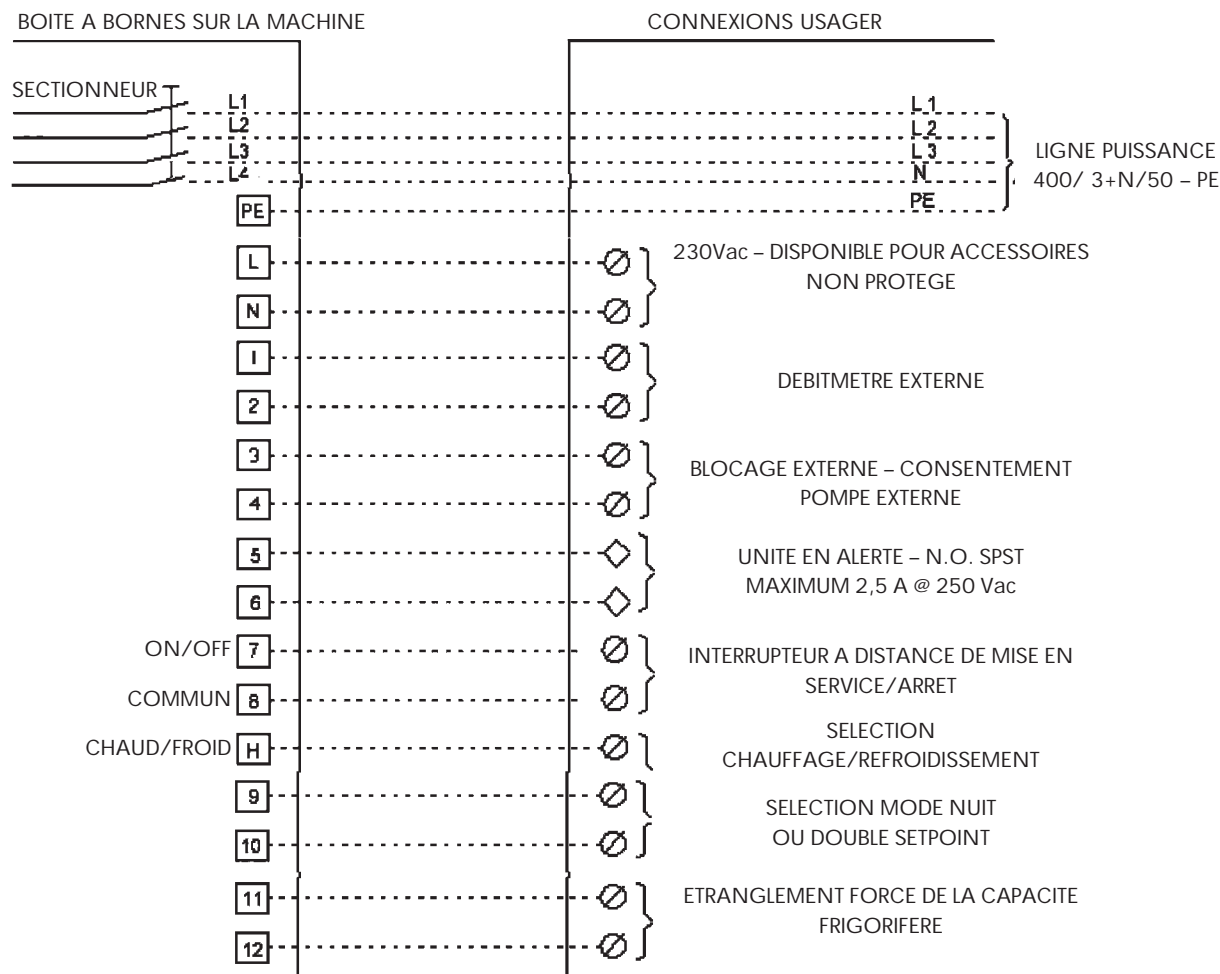 BOITE A BORNES SUR LA MACHINE
CONNEXIONS USAGER
SECTIONNEUR
L1
L 1
L2
L 2
L3
L 3
L4
N
PE
PE
LIGNE PUISSANCE
400/ 3+N/50 – PE
L
230Vac – DISPONIBLE POUR ACCESSOIRES
NON PROTEGE
N
1
DEBITMETRE EXTERNE
2
3
BLOCAGE EXTERNE – CONSENTEMENT
POMPE EXTERNE
4
5
UNITE EN ALERTE – N.O. SPST
MAXIMUM 2,5 A @ 250 Vac
6
ON/OFF 7
INTERRUPTEUR A DISTANCE DE MISE EN
SERVICE/ARRET
COMMUN 8
CHAUD/FROID H
SELECTION
CHAUFFAGE/REFROIDISSEMENT
9
SELECTION MODE NUIT
OU DOUBLE SETPOINT
10
11
ETRANGLEMENT FORCE DE LA CAPACITE
FRIGORIFERE
12